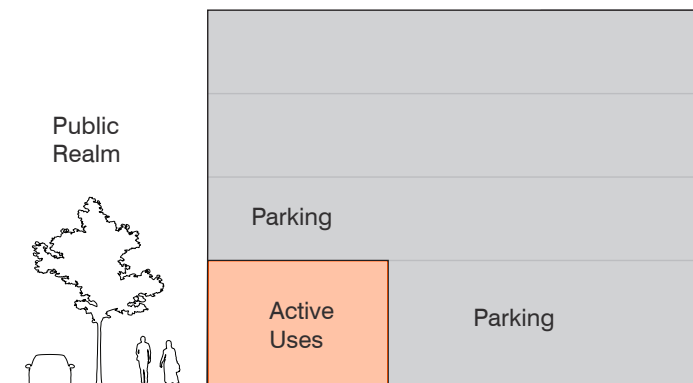 Public
Realm
Parking
Active
Uses
Parking